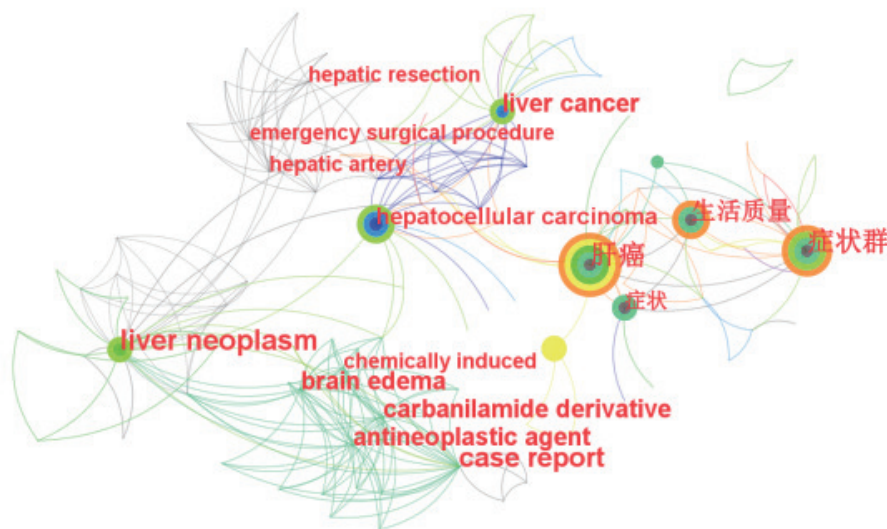 hepatic resection
liver cancer
emergency surgical procedure
hepatic artery
hepatocellular carcinoma
生活质量
症状群
肝癌
症状
liver neoplasm
chemically induced
brain edema
carbanilamide derivative
antineoplastic agent
case report